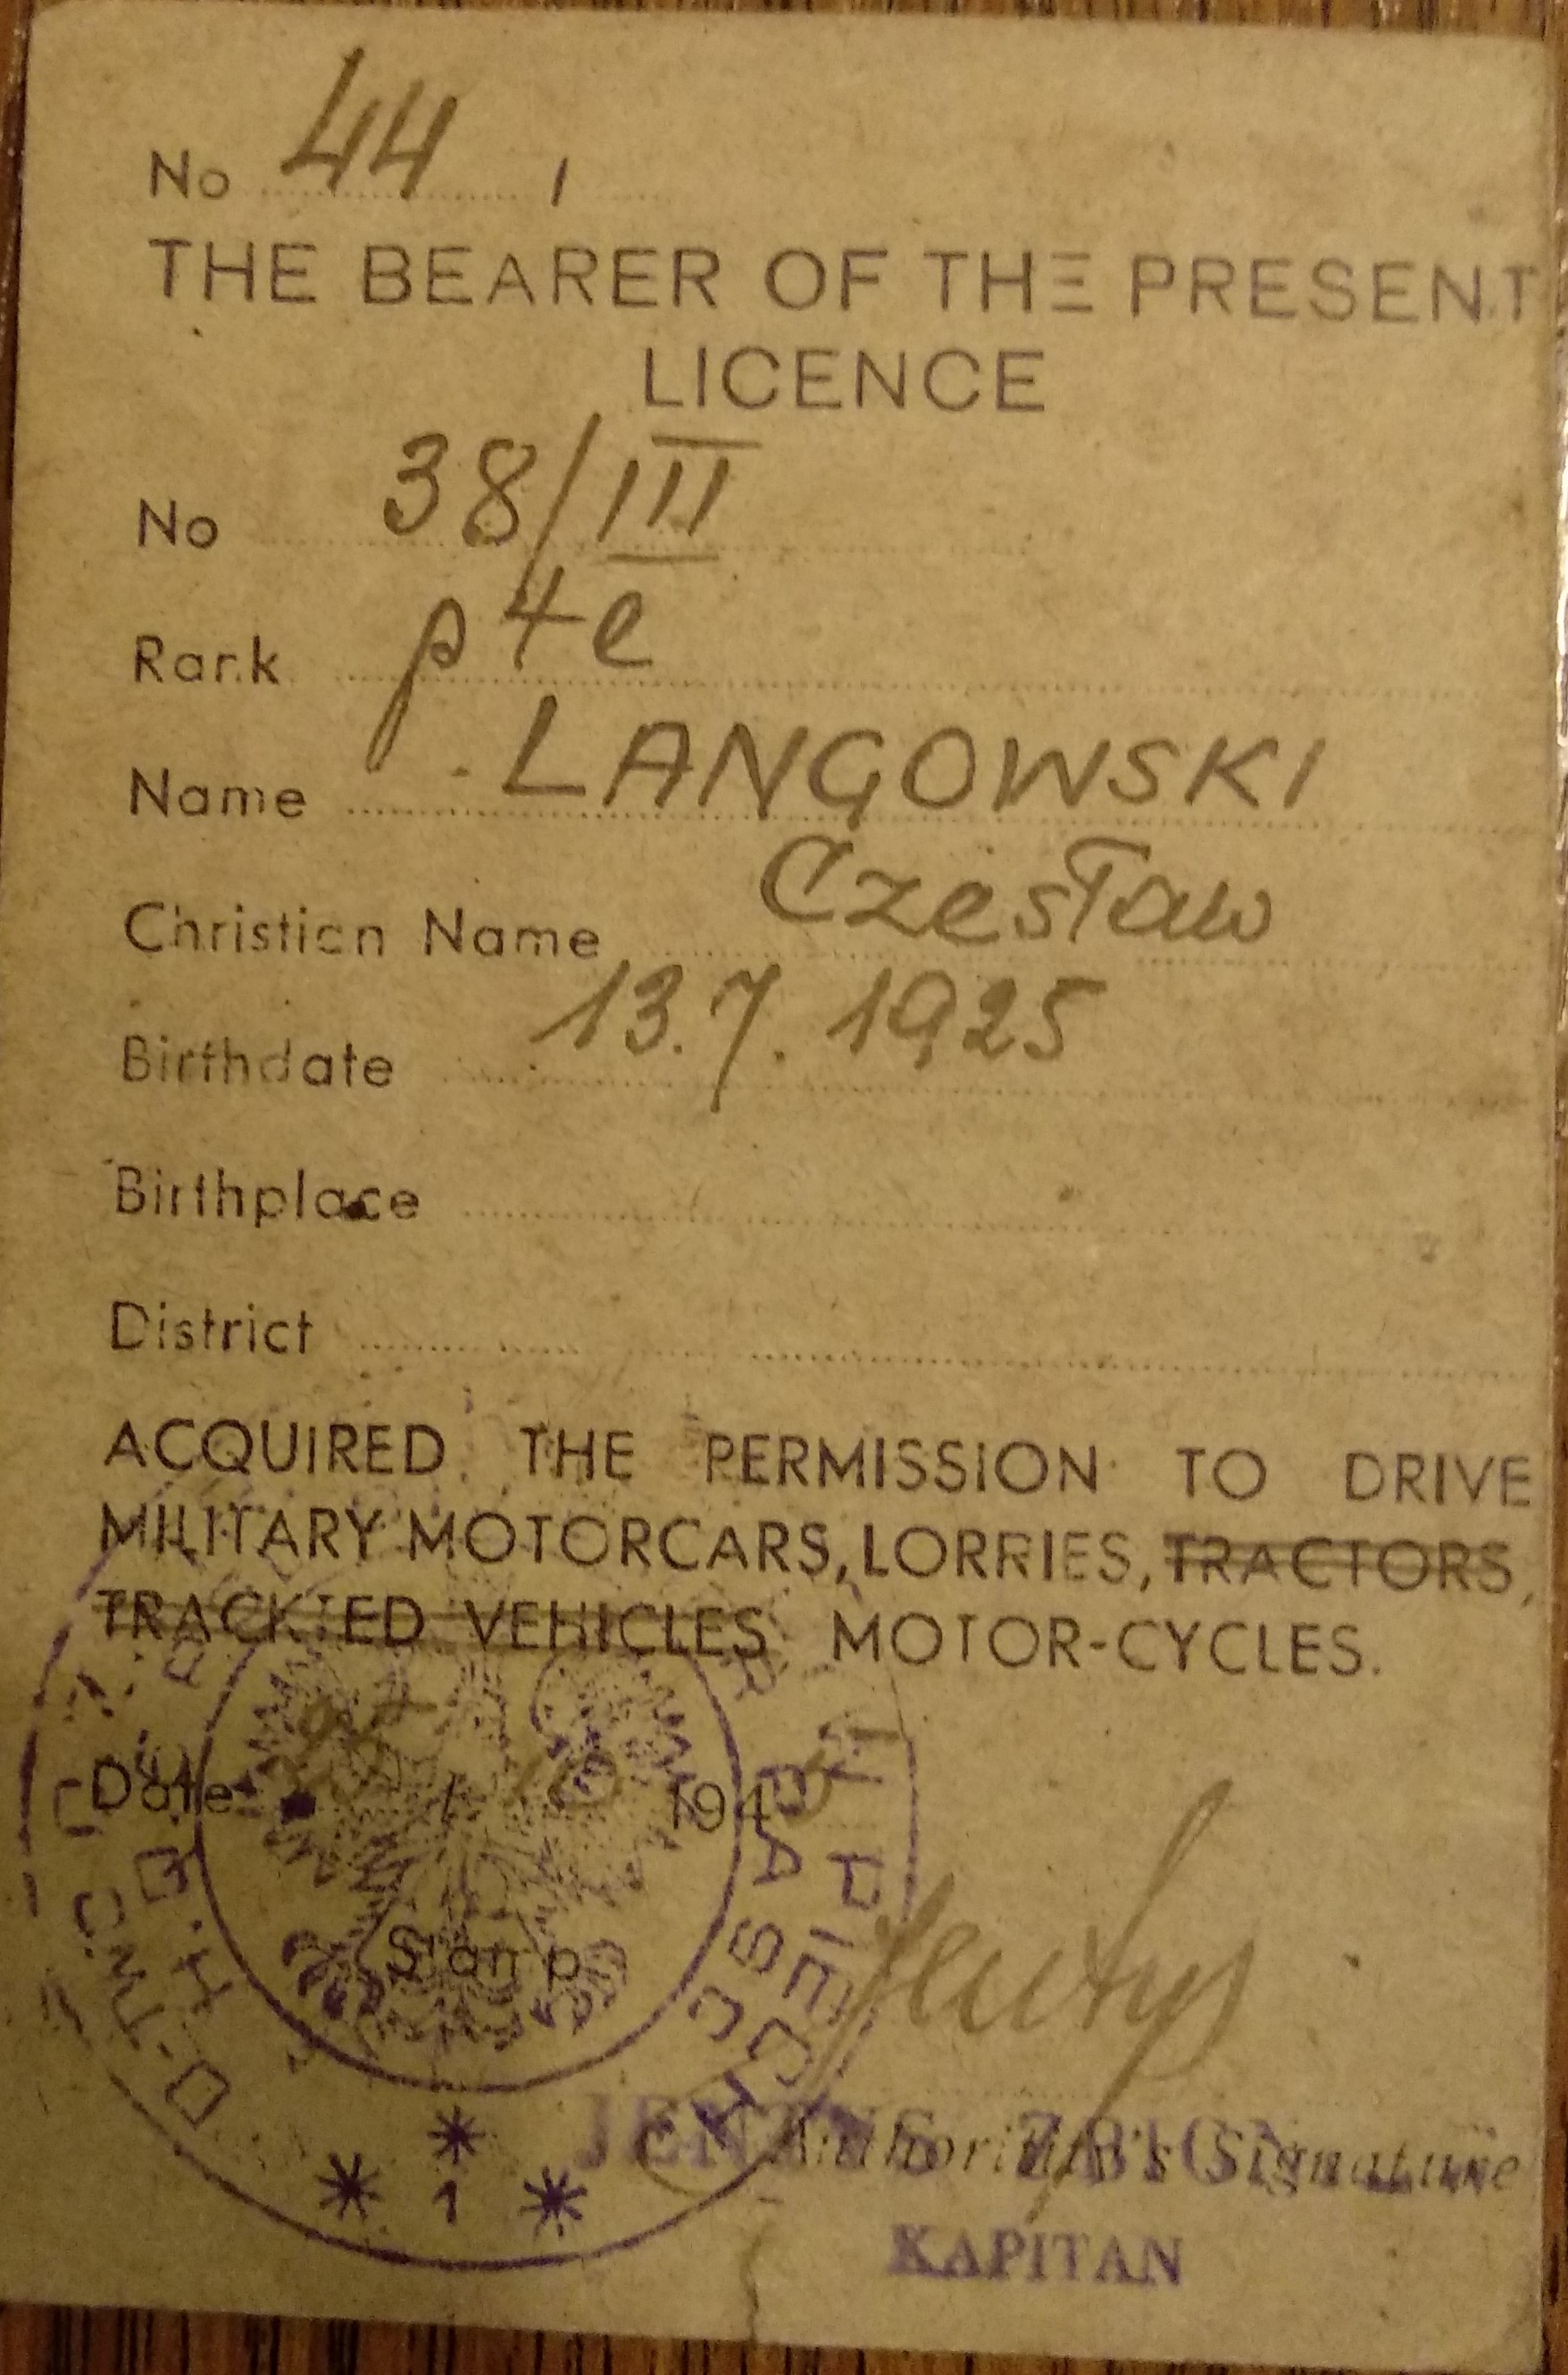 No 44
THE BEARER OF THE PRESENT
LICENCE
No 38/III
Rank pte
Name LANGOWSKI
Christian Name Czesław
Birthdate 13.7.1925
Birthplace
District
ACQUIRED THE PERMISSION TO DRIVE
MILITARY MOTORCARS, LORRIES, TRACTORS,
TRACKTED VEHICLES MOTOR-CYCLES.
Date 194
Stamp
1
Authority's Signature
KAPITAN